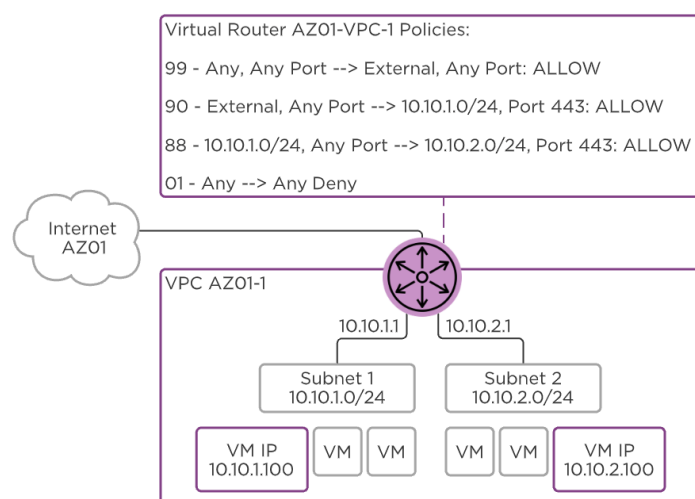 Virtual Router AZ01-VPC-1 Policies:
99 - Any, Any Port --> External, Any Port: ALLOW
90 - External, Any Port --> 10.10.1.0/24, Port 443: ALLOW
88 - 10.10.1.0/24, Any Port --> 10.10.2.0/24, Port 443: ALLOW
01 - Any --> Any Deny
Internet
AZ01
VPC AZ01-1
10.10.1.1
10.10.2.1
Subnet 1
10.10.1.0/24
Subnet 2
10.10.2.0/24
VM IP
10.10.1.100
VM
VM
VM
VM
VM IP
10.10.2.100